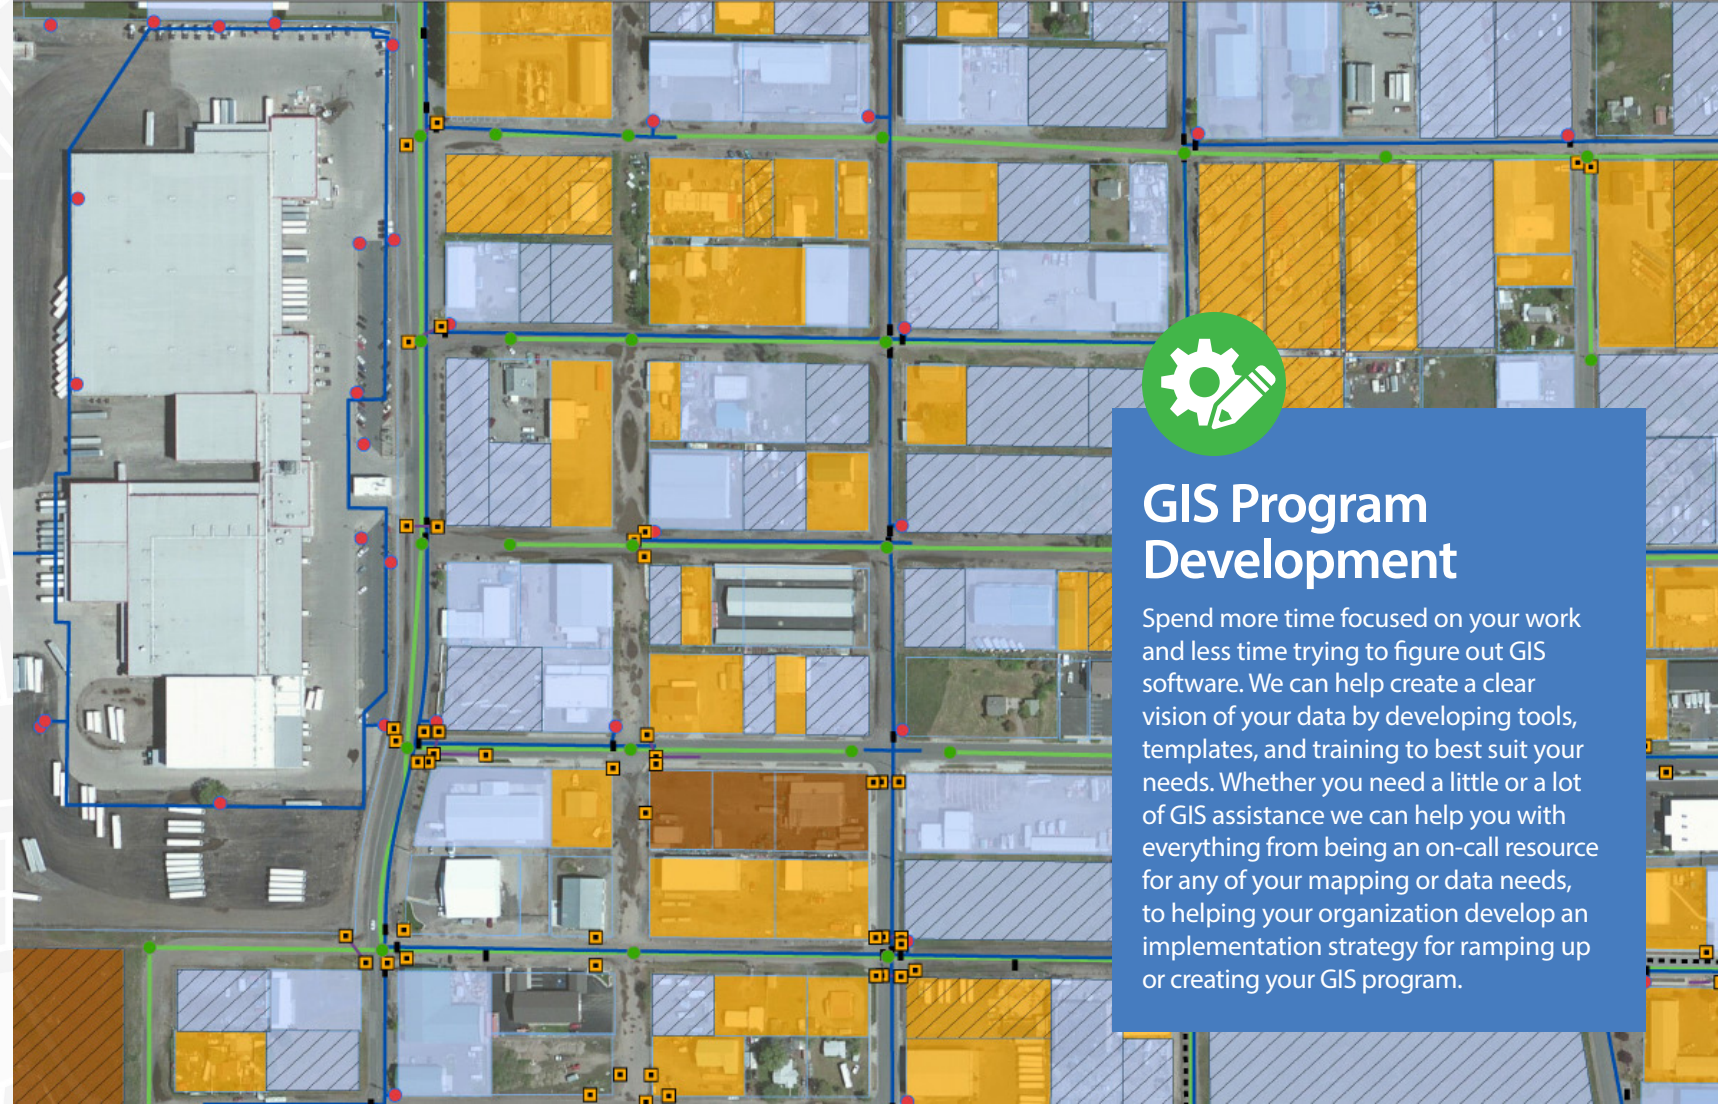 GIS Program
Development
Spend more time focused on your work
and less time trying to figure out GIS
software. We can help create a clear
vision of your data by developing tools,
templates, and training to best suit your
needs. Whether you need a little or a lot
of GIS assistance we can help you with
everything from being an on-call resource
for any of your mapping or data needs,
to helping your organization develop an
implementation strategy for ramping up
or creating your GIS program.